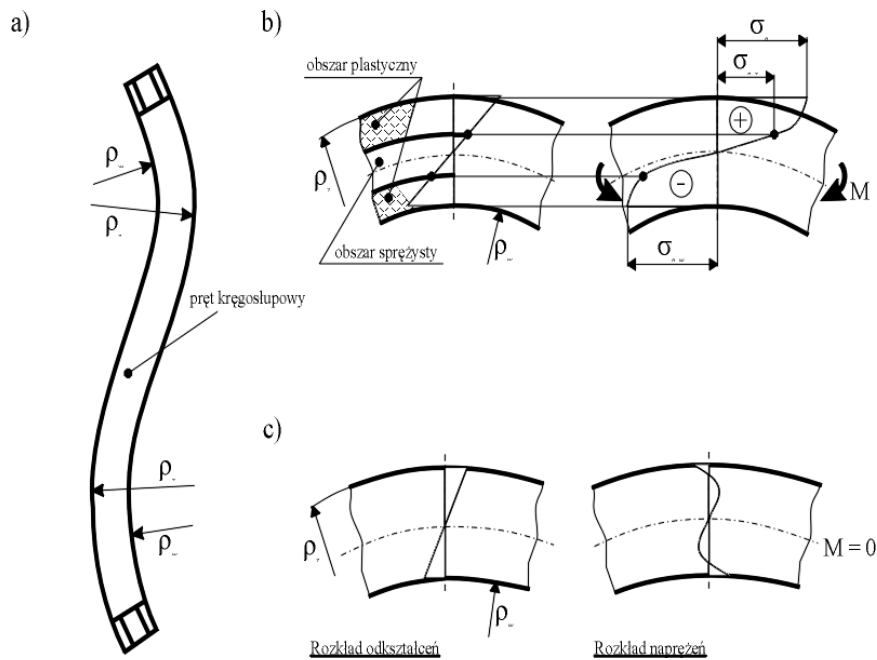 a)
b)
obszar plastyczny
σ
σ
ρ
ρ
+
ρ
-
M
obszar sprężysty
σ
ρ
pręt kręgosłupowy
c)
ρ
ρ
ρ
M = 0
ρ
Rozkład odkształceń
Rozkład naprężeń